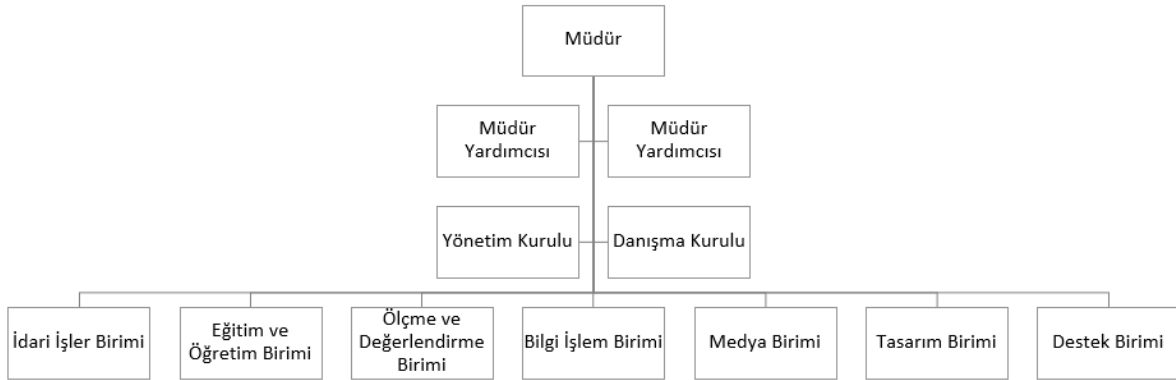 Müdür
Müdür
Yardımcısı
Müdür
Yardımcısı
Yönetim Kurulu
Danışma Kurulu
İdari İşler Birimi
Eğitim ve
Öğretim Birimi
Ölçme ve
Değerlendirme
Birimi
Bilgi İşlem Birimi
Medya Birimi
Tasarım Birimi
Destek Birimi